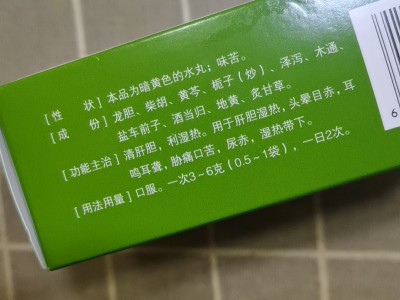 [性 状] 本品为暗黄色的水丸；味苦。
[成 份] 龙胆、柴胡、黄芩、栀子（炒）、泽泻、木通、
盐车前子、酒当归、地黄、炙甘草。
[功能主治] 清肝胆，利湿热。用于肝胆湿热，头晕目赤，耳
鸣耳聋，胁痛口苦，尿赤，湿热带下。
[用法用量] 口服。一次3~6克（0.5~1袋），一日2次。
6